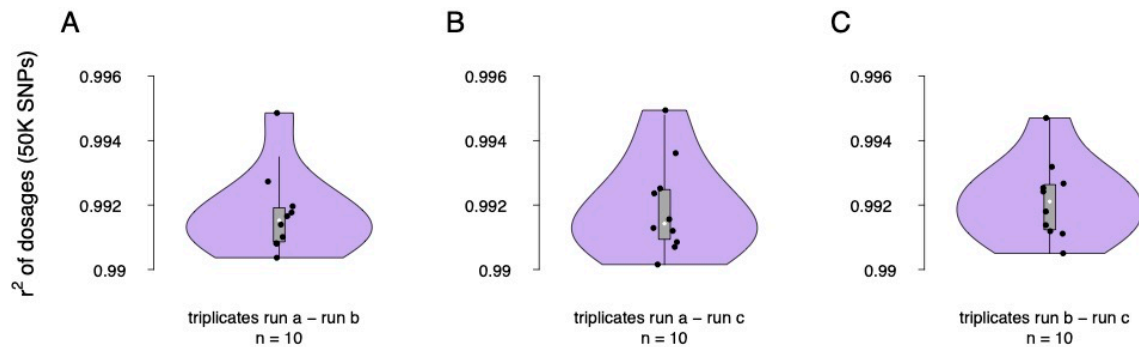 A
B
C
r² of dosages (50K SNPs)
0.996
0.994
0.992
0.99
0.996
0.994
0.992
0.99
0.996
0.994
0.992
0.99
triplicates run a − run b
n = 10
triplicates run a − run c
n = 10
triplicates run b − run c
n = 10